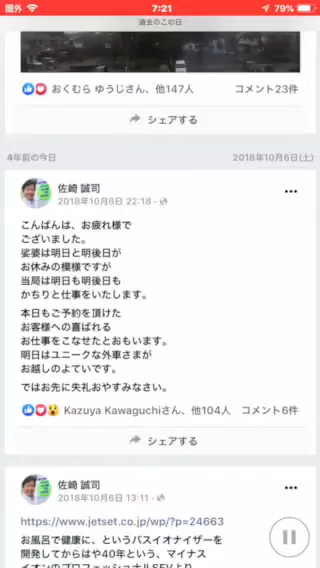 圏外
7:21
79%
過去のこの日
おくむら ゆうじさん、他147人 コメント23件
シェアする
4年前の今日 2018年10月6日(土)
佐崎 誠司
2018年10月6日 22:18
こんばんは、お疲れ様で
ございました。
娑婆は明日と明後日が
お休みの模様ですが
当局は明日も明後日も
かちりと仕事をいたします。
本日もご予約を頂けた
お客様への喜ばれる
お仕事をこなせたとおもいます。
明日はユニークな外車さまが
お越しのよていです。
ではお先に失礼おやすみなさい。
Kazuya Kawaguchiさん、他104人 コメント6件
シェアする
佐崎 誠司
2018年10月6日 13:11
https://www.jetset.co.jp/wp/?p=24663
お風呂で健康に、というバスイオナイザーを
開発してからはや40年という、マイナス
イオンのプロフェッショナルSEVより